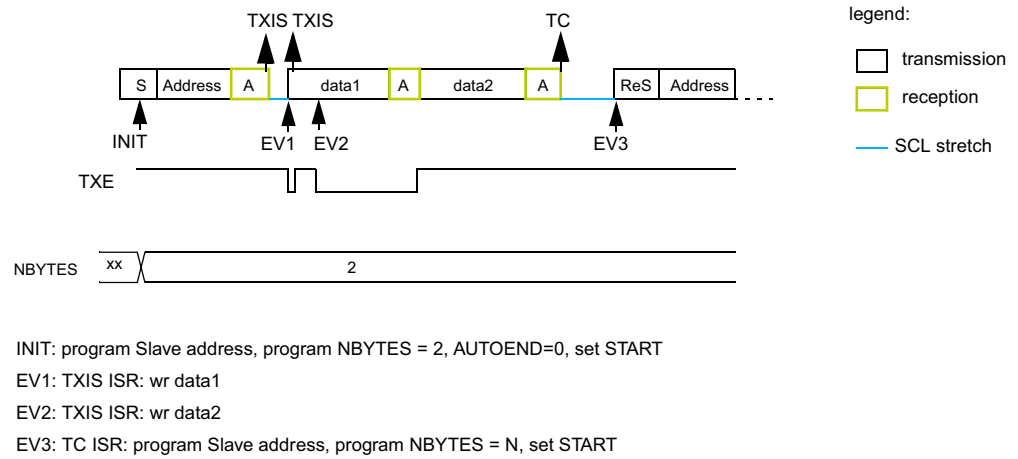 TXIS TXIS TC legend:
transmission
S Address A data1 A data2 A ReS Address
reception
INIT EV1 EV2 EV3 SCL stretch
TXE
NBYTES xx 2
INIT: program Slave address, program NBYTES = 2, AUTOEND=0, set START
EV1: TXIS ISR: wr data1
EV2: TXIS ISR: wr data2
EV3: TC ISR: program Slave address, program NBYTES = N, set START